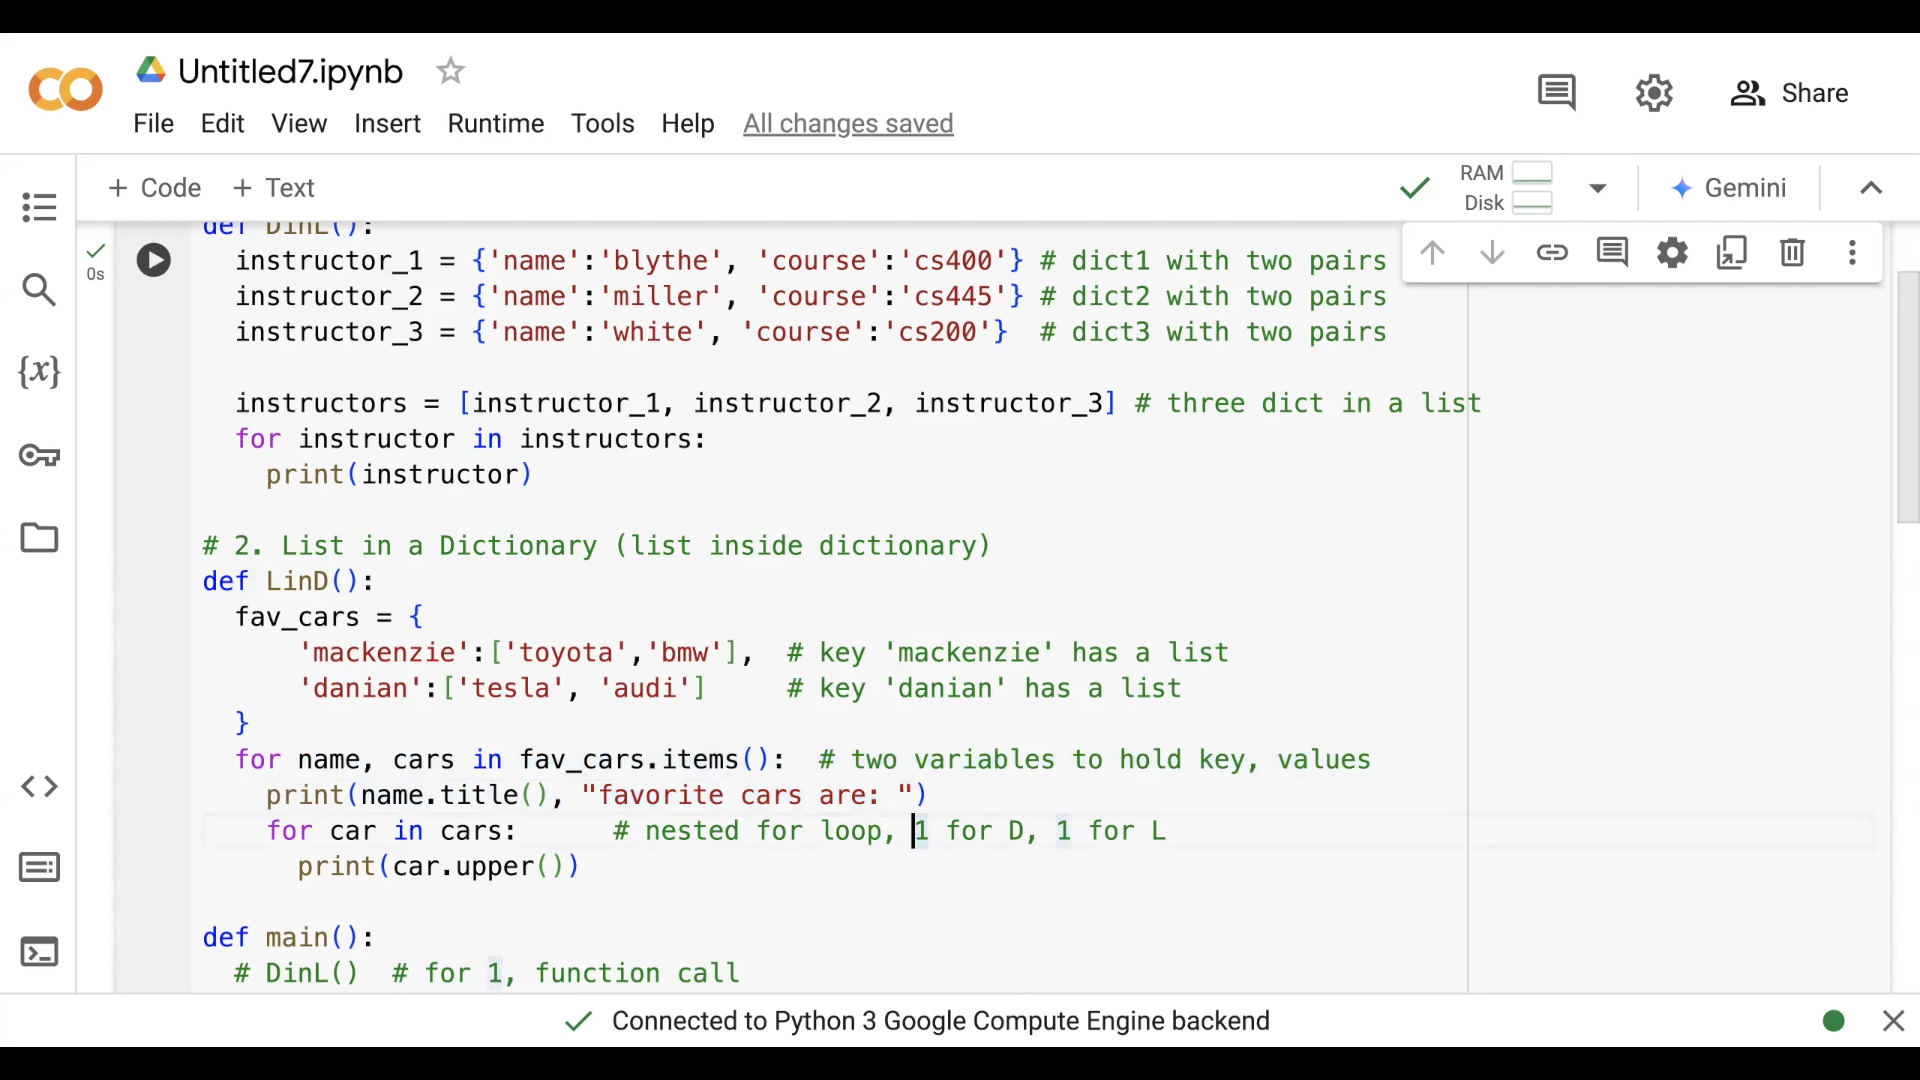 Untitled7.ipynb
File Edit View Insert Runtime Tools Help All changes saved
Share
+ Code + Text
RAM
Disk
Gemini
0s
{x}
def DinL():
instructor_1 = {'name':'blythe', 'course':'cs400'} # dict1 with two pairs
instructor_2 = {'name':'miller', 'course':'cs445'} # dict2 with two pairs
instructor_3 = {'name':'white', 'course':'cs200'} # dict3 with two pairs
instructors = [instructor_1, instructor_2, instructor_3] # three dict in a list
for instructor in instructors:
print(instructor)
# 2. List in a Dictionary (list inside dictionary)
def LinD():
fav_cars = {
'mackenzie':['toyota','bmw'], # key 'mackenzie' has a list
'danian':['tesla', 'audi'] # key 'danian' has a list
}
for name, cars in fav_cars.items(): # two variables to hold key, values
print(name.title(), "favorite cars are: ")
for car in cars: # nested for loop, 1 for D, 1 for L
print(car.upper())
def main():
# DinL() # for 1, function call
Connected to Python 3 Google Compute Engine backend